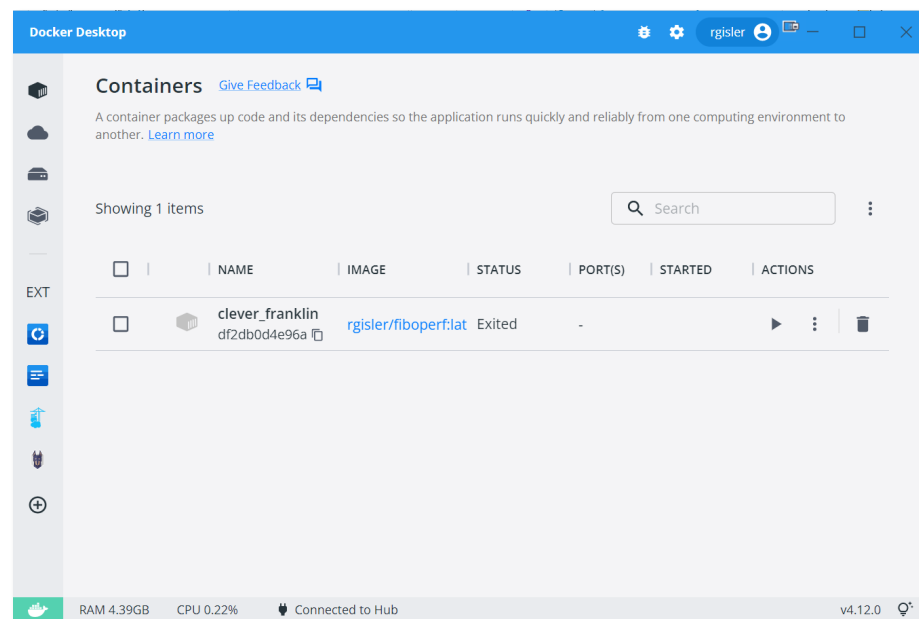 Docker Desktop
rgisler
Containers Give Feedback
A container packages up code and its dependencies so the application runs quickly and reliably from one computing environment to
another. Learn more
Showing 1 items
Search
NAME IMAGE STATUS PORT(S) STARTED ACTIONS
clever_franklin
df2db0d4e96a
rgisler/fiboperf:lat Exited -
EXT
RAM 4.39GB CPU 0.22% Connected to Hub v4.12.0